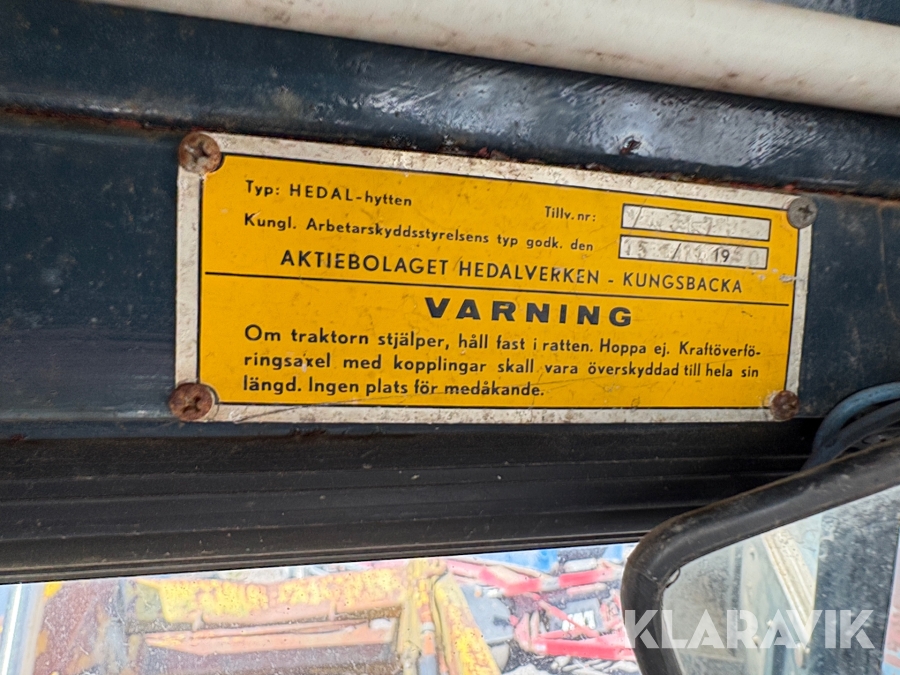 Typ: HEDAL-hytten Tillv. nr:
Kungl. Arbetarskyddsstyrelsens typ godk. den 19
AKTIEBOLAGET HEDALVERKEN - KUNGSBACKA
VARNING
Om traktorn stjälper, håll fast i ratten. Hoppa ej. Kraftöverfö-
ringsaxel med kopplingar skall vara överskyddad till hela sin
längd. Ingen plats för medåkande.
KLARAVIK